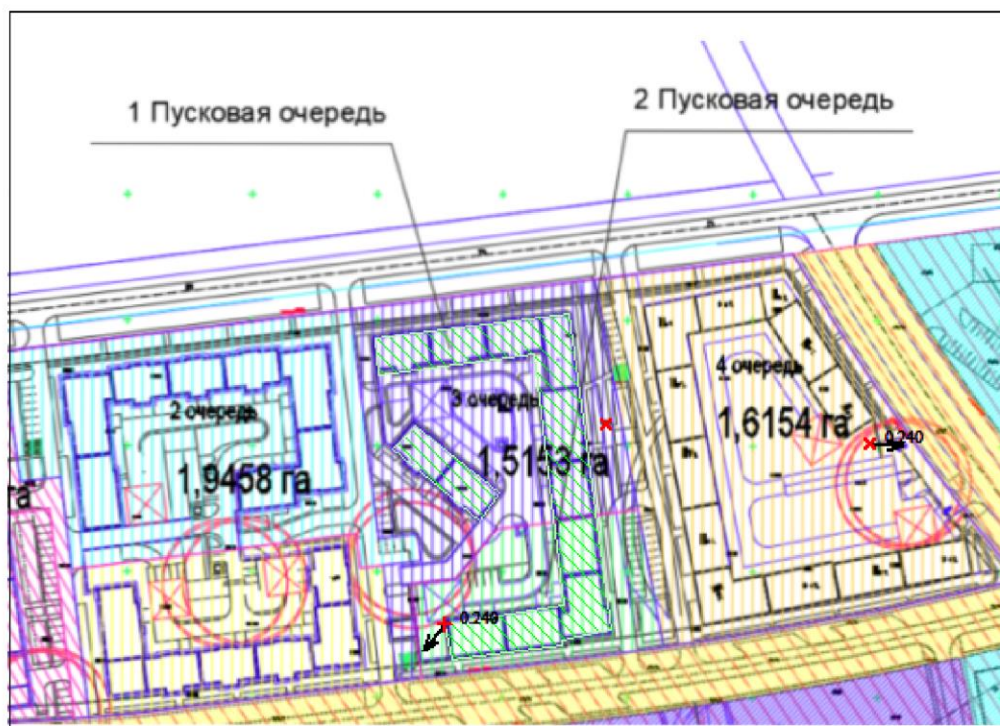 1 Пусковая очередь
2 Пусковая очередь
2 очередь
1,9458 га
3 очередь
1,5153 га
4 очередь
1,6154 га
0.240
0.240
га